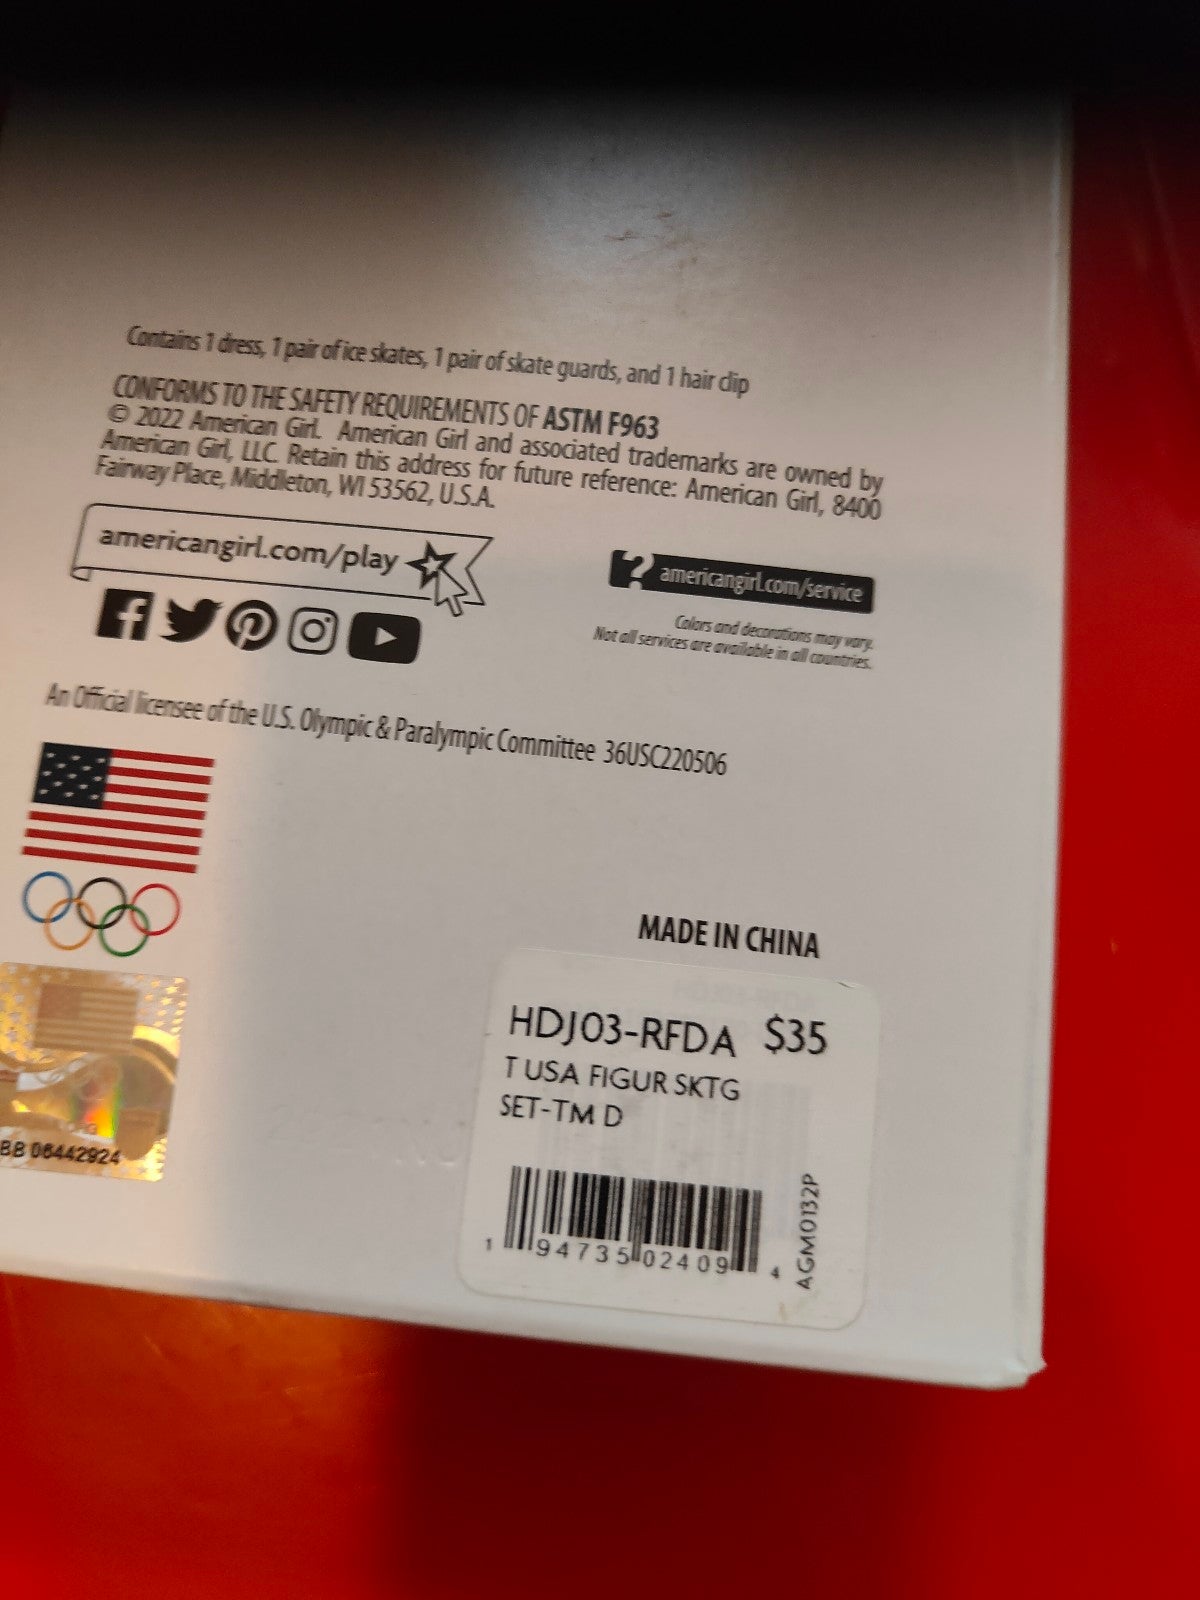 Contains 1 dress, 1 pair of ice skates, 1 pair of skate guards, and 1 hair clip
CONFORMS TO THE SAFETY REQUIREMENTS OF ASTM F963
© 2022 American Girl. American Girl and associated trademarks are owned by
American Girl, LLC. Retain this address for future reference: American Girl, 8400
Fairway Place, Middleton, WI 53562, U.S.A.
americangirl.com/play
? americangirl.com/service
Colors and decorations may vary.
Not all services are available in all countries.
An Official licensee of the U.S. Olympic & Paralympic Committee 36USC220506
MADE IN CHINA
HDJ03-RFDA $35
T USA FIGUR SKTG
SET-TM D
1 94735 02409 4
AGM0132P
BB 06442924